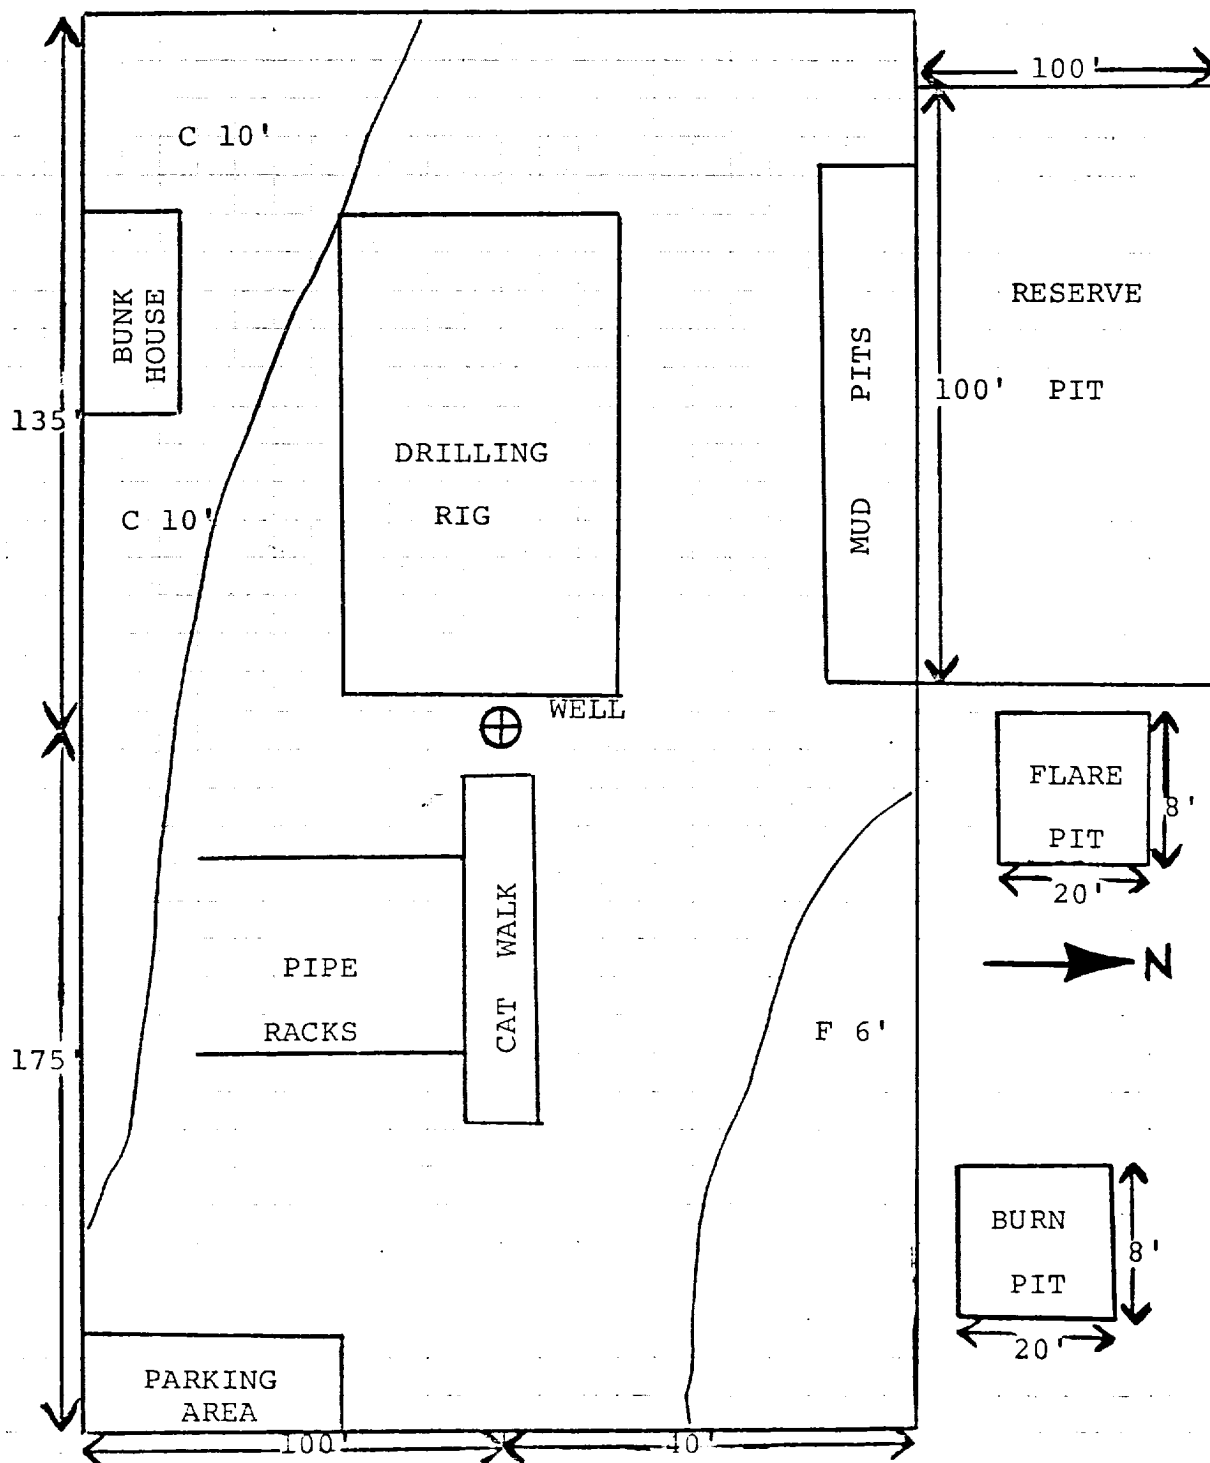 100'
C 10'
BUNK
HOUSE
RESERVE
PIT
MUD PITS
100'
135'
DRILLING
RIG
C 10'
WELL
FLARE
PIT
8'
20'
CAT WALK
PIPE
RACKS
N
F 6'
175'
BURN
PIT
8'
20'
PARKING
AREA
100'
40'